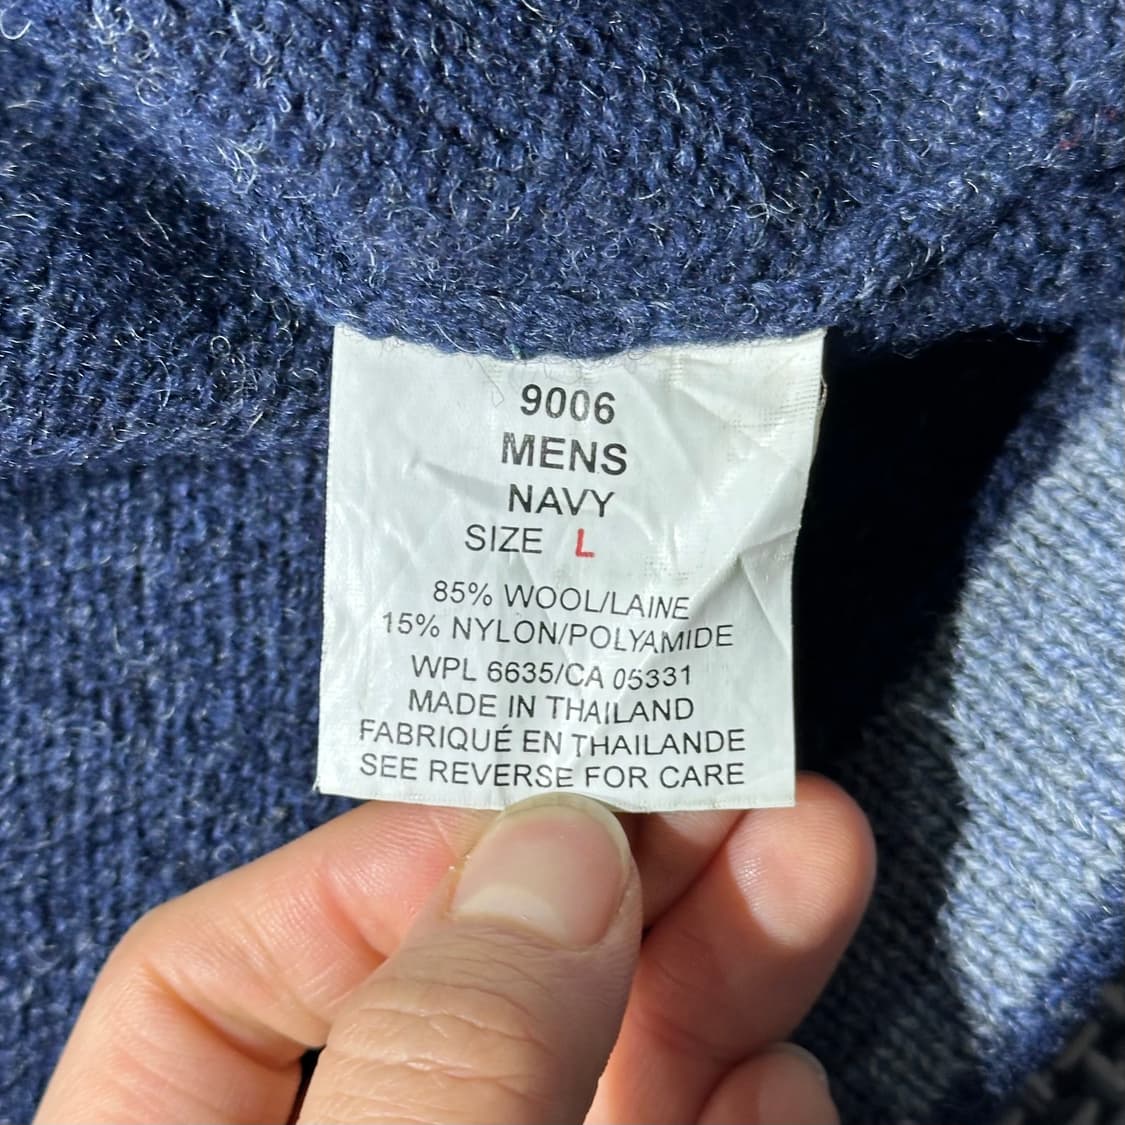 9006
MENS
NAVY
SIZE L
85% WOOL/LAINE
15% NYLON/POLYAMIDE
WPL 6635/CA 05331
MADE IN THAILAND
FABRIQUÉ EN THAILANDE
SEE REVERSE FOR CARE